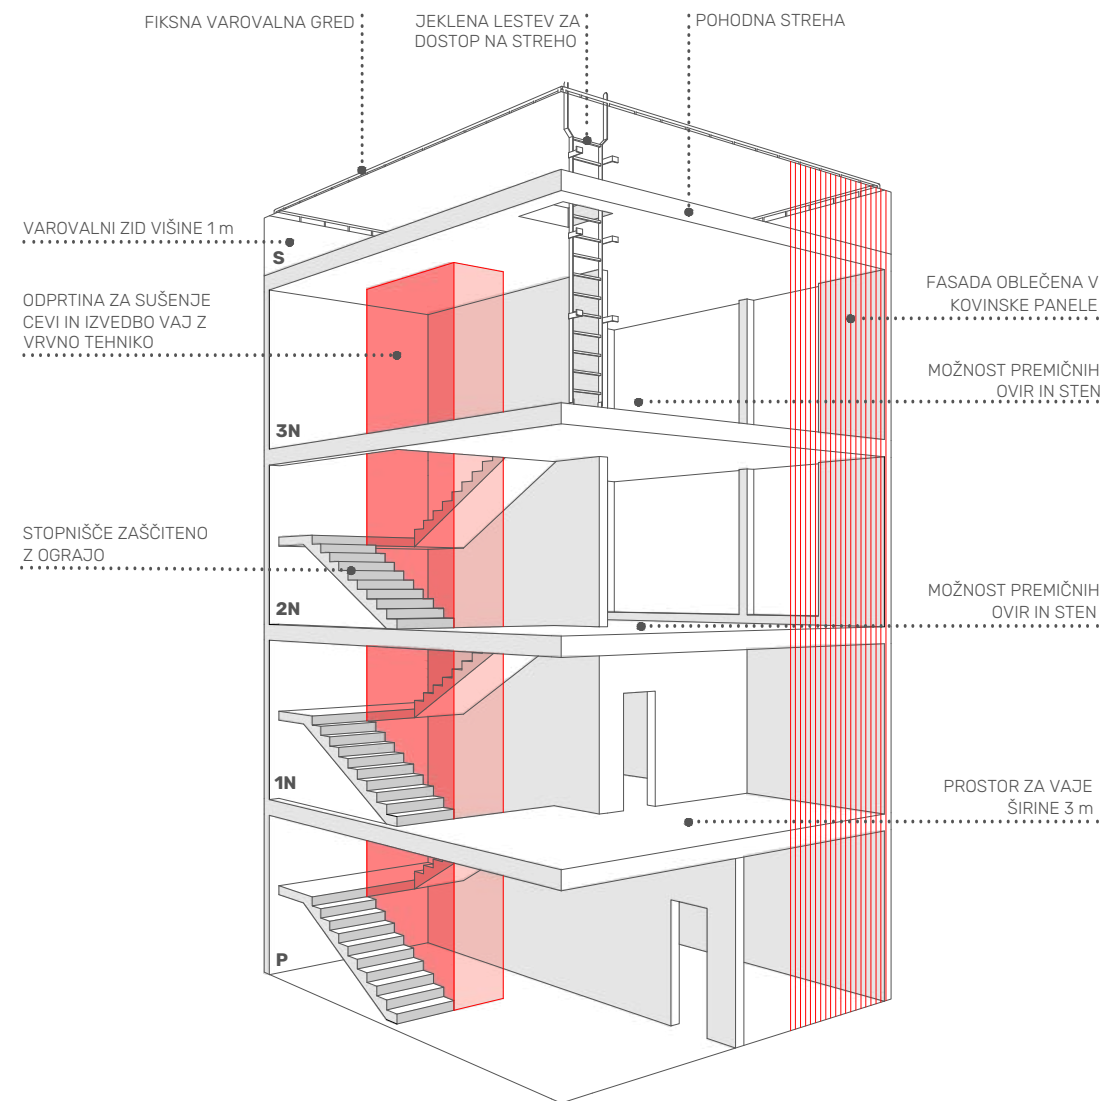 FIKSNA VAROVALNA GRED
JEKLENA LESTEV ZA
DOSTOP NA STREHO
POHODNA STREHA
VAROVALNI ZID VIŠINE 1 m
S
ODPRTINA ZA SUŠENJE
CEVI IN IZVEDBO VAJ Z
VRVNO TEHNIKO
FASADA OBLEČENA V
KOVINSKE PANELE
MOŽNOST PREMIČNIH
OVIR IN STEN
3N
STOPNIŠČE ZAŠČITENO
Z OGRAJO
2N
MOŽNOST PREMIČNIH
OVIR IN STEN
1N
PROSTOR ZA VAJE
ŠIRINE 3 m
P